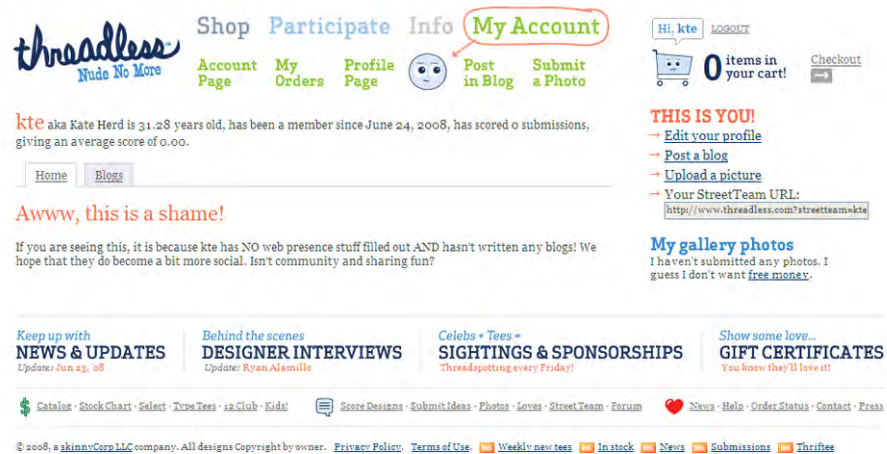 threadless
Nude No More
Shop Participate Info My Account
Account Page
My Orders
Profile Page
Post in Blog
Submit a Photo
Hi, kte LOGOUT
0 items in your cart!
Checkout
kte aka Kate Herd is 31.28 years old, has been a member since June 24, 2008, has scored 0 submissions,
giving an average score of 0.00.
Home Blogs
Awww, this is a shame!
If you are seeing this, it is because kte has NO web presence stuff filled out AND hasn't written any blogs! We
hope that they do become a bit more social. Isn't community and sharing fun?
THIS IS YOU!
→ Edit your profile
→ Post a blog
→ Upload a picture
→ Your StreetTeam URL:
http://www.threadless.com?streetteam=kte
My gallery photos
I haven't submitted any photos. I
guess I don't want free money.
Keep up with
NEWS & UPDATES
Update: Jun 23, '08
Behind the scenes
DESIGNER INTERVIEWS
Update: Ryan Alamillo
Celebs + Tees =
SIGHTINGS & SPONSORSHIPS
Threadspotting every Friday!
Show some love...
GIFT CERTIFICATES
You know they'll love it!
$ Catalog · Stock Chart · Select · Type Tees · 12 Club · Kids!
Score Designs · Submit Ideas · Photos · Loves · Street Team · Forum
News · Help · Order Status · Contact · Press
© 2008, a skinnyCorp LLC company. All designs Copyright by owner. Privacy Policy. Terms of Use. Weekly new tees In stock News Submissions Thriftee